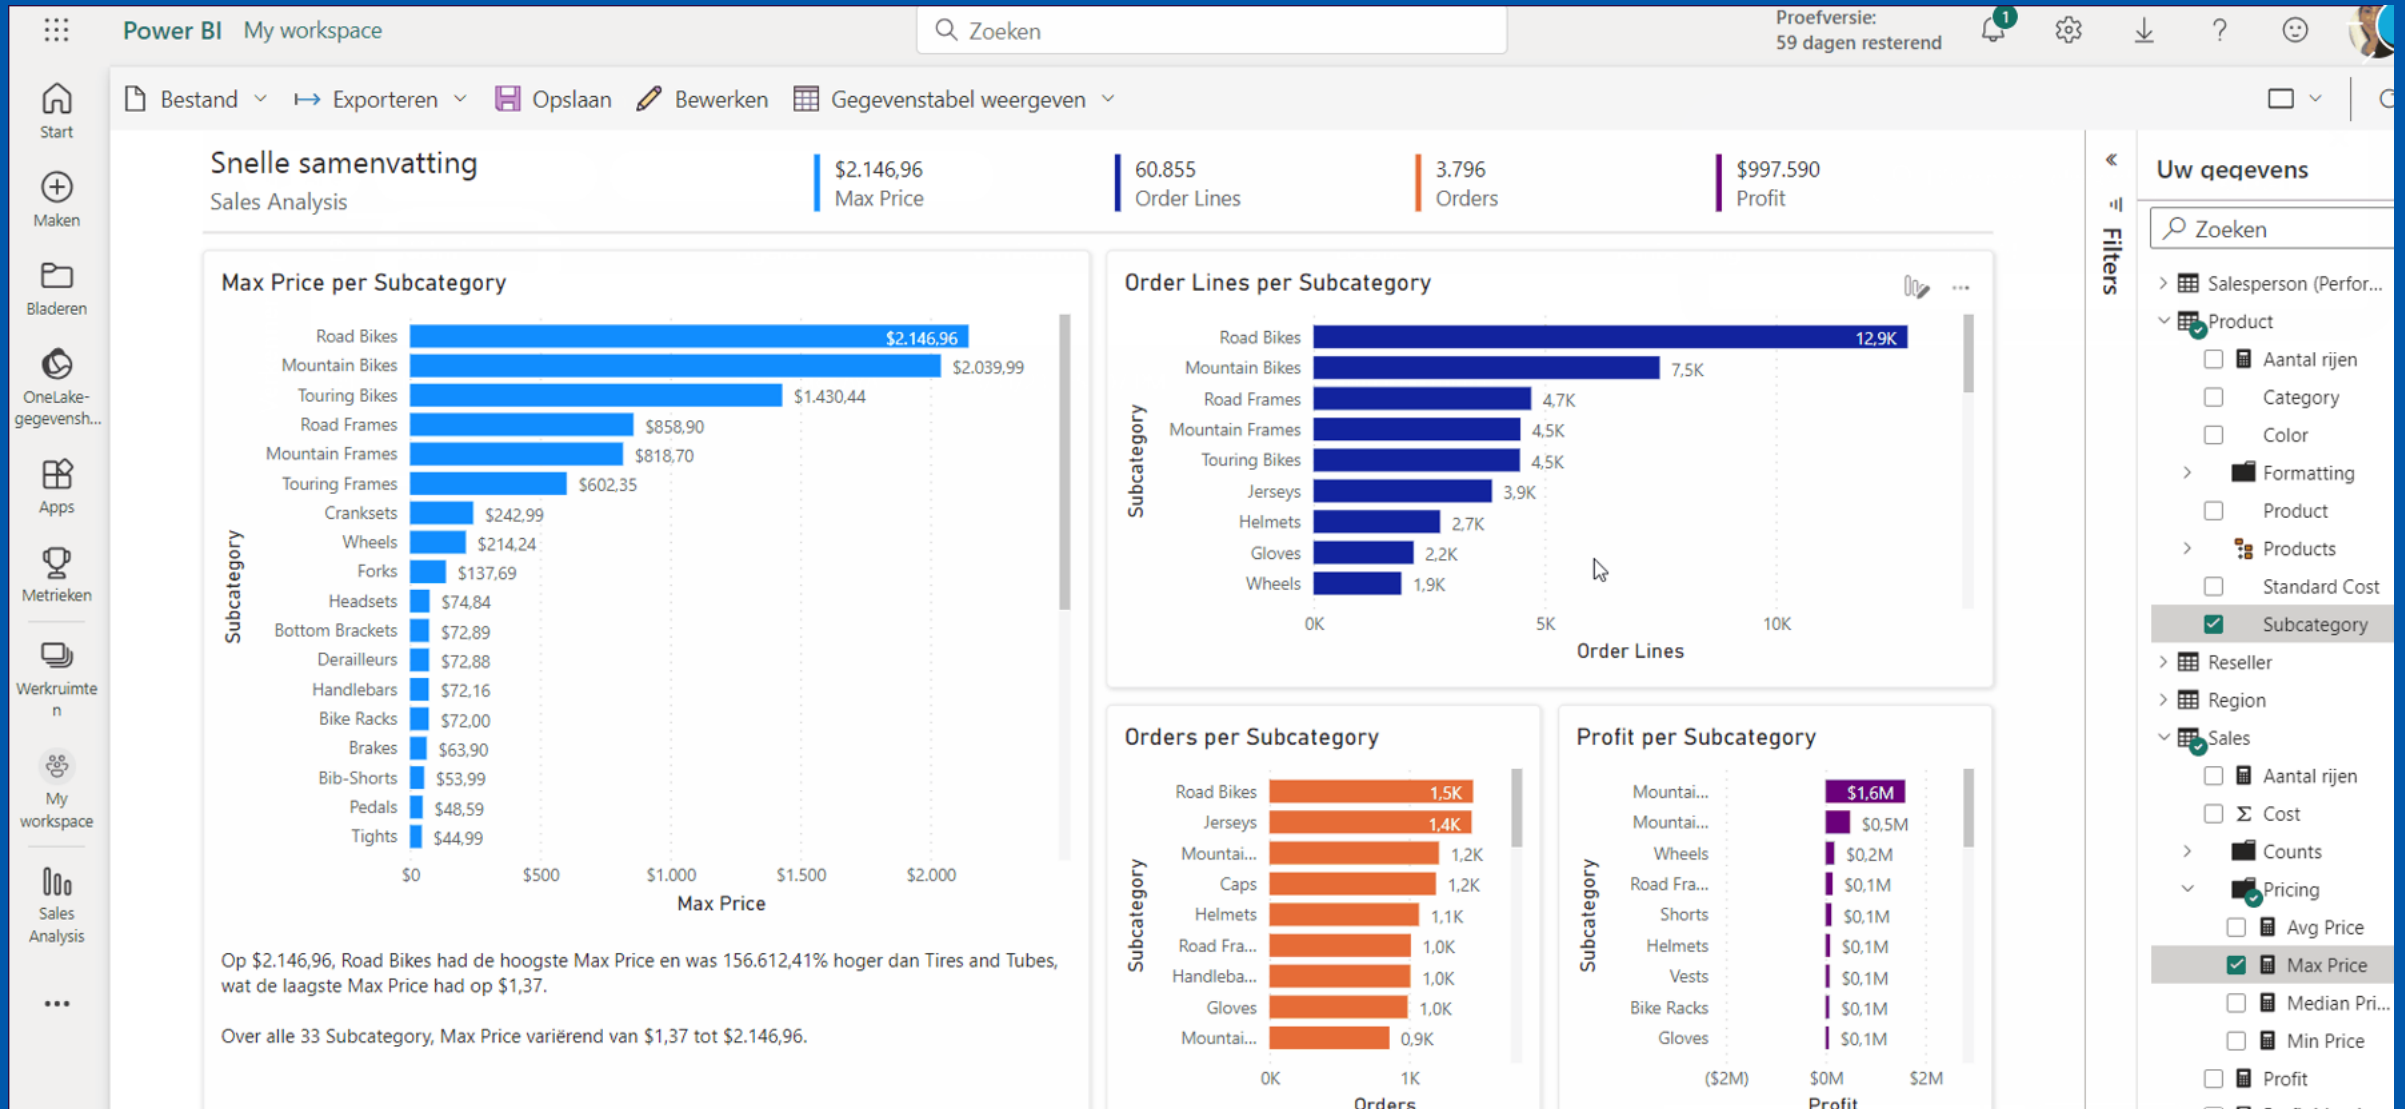 Power BI My workspace
Zoeken
Proefversie:
59 dagen resterend
1
Bestand
Exporteren
Opslaan
Bewerken
Gegevenstabel weergeven
Start
Maken
Bladeren
OneLake-
gegevensh...
Apps
Metrieken
Werkruimte
n
My
workspace
Sales
Analysis
Snelle samenvatting
Sales Analysis
$2.146,96
Max Price
60.855
Order Lines
3.796
Orders
$997.590
Profit
Max Price per Subcategory
Subcategory
Road Bikes $2.146,96
Mountain Bikes $2.039,99
Touring Bikes $1.430,44
Road Frames $858,90
Mountain Frames $818,70
Touring Frames $602,35
Cranksets $242,99
Wheels $214,24
Forks $137,69
Headsets $74,84
Bottom Brackets $72,89
Derailleurs $72,88
Handlebars $72,16
Bike Racks $72,00
Brakes $63,90
Bib-Shorts $53,99
Pedals $48,59
Tights $44,99
$0 $500 $1.000 $1.500 $2.000
Max Price
Op $2.146,96, Road Bikes had de hoogste Max Price en was 156.612,41% hoger dan Tires and Tubes,
wat de laagste Max Price had op $1,37.
Over alle 33 Subcategory, Max Price variërend van $1,37 tot $2.146,96.
Order Lines per Subcategory
Subcategory
Road Bikes 12,9K
Mountain Bikes 7,5K
Road Frames 4,7K
Mountain Frames 4,5K
Touring Bikes 4,5K
Jerseys 3,9K
Helmets 2,7K
Gloves 2,2K
Wheels 1,9K
0K 5K 10K
Order Lines
Orders per Subcategory
Subcategory
Road Bikes 1,5K
Jerseys 1,4K
Mountai... 1,2K
Caps 1,2K
Helmets 1,1K
Road Fra... 1,0K
Handleba... 1,0K
Gloves 1,0K
Mountai... 0,9K
0K 1K
Orders
Profit per Subcategory
Subcategory
Mountai... $1,6M
Mountai... $0,5M
Wheels $0,2M
Road Fra... $0,1M
Shorts $0,1M
Helmets $0,1M
Vests $0,1M
Bike Racks $0,1M
Gloves $0,1M
($2M) $0M $2M
Profit
Filters
Uw gegevens
Zoeken
Salesperson (Perfor...
Product
Aantal rijen
Category
Color
Formatting
Product
Products
Standard Cost
Subcategory
Reseller
Region
Sales
Aantal rijen
Σ Cost
Counts
Pricing
Avg Price
Max Price
Median Pri...
Min Price
Profit